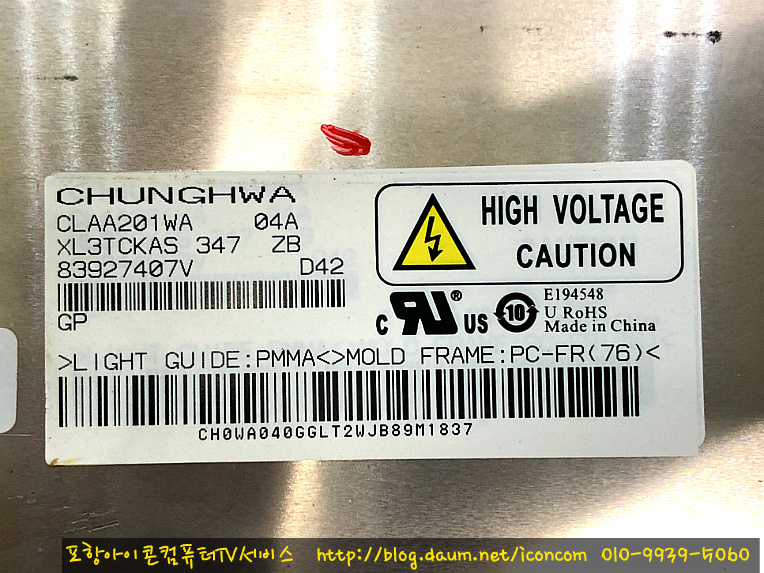 CHUNGHWA
CLAA201WA 04A
XL3TCKAS 347 ZB
83927407V D42
GP
HIGH VOLTAGE
CAUTION
c RU ® US 10
E194548
U RoHS
Made in China
>LIGHT GUIDE:PMMA<>MOLD FRAME:PC-FR(76)<
CH0WA040GGLT2WJB89M1837
포항아이콘컴퓨터TV서비스 http://blog.daum.net/iconcom 010-9939-5060